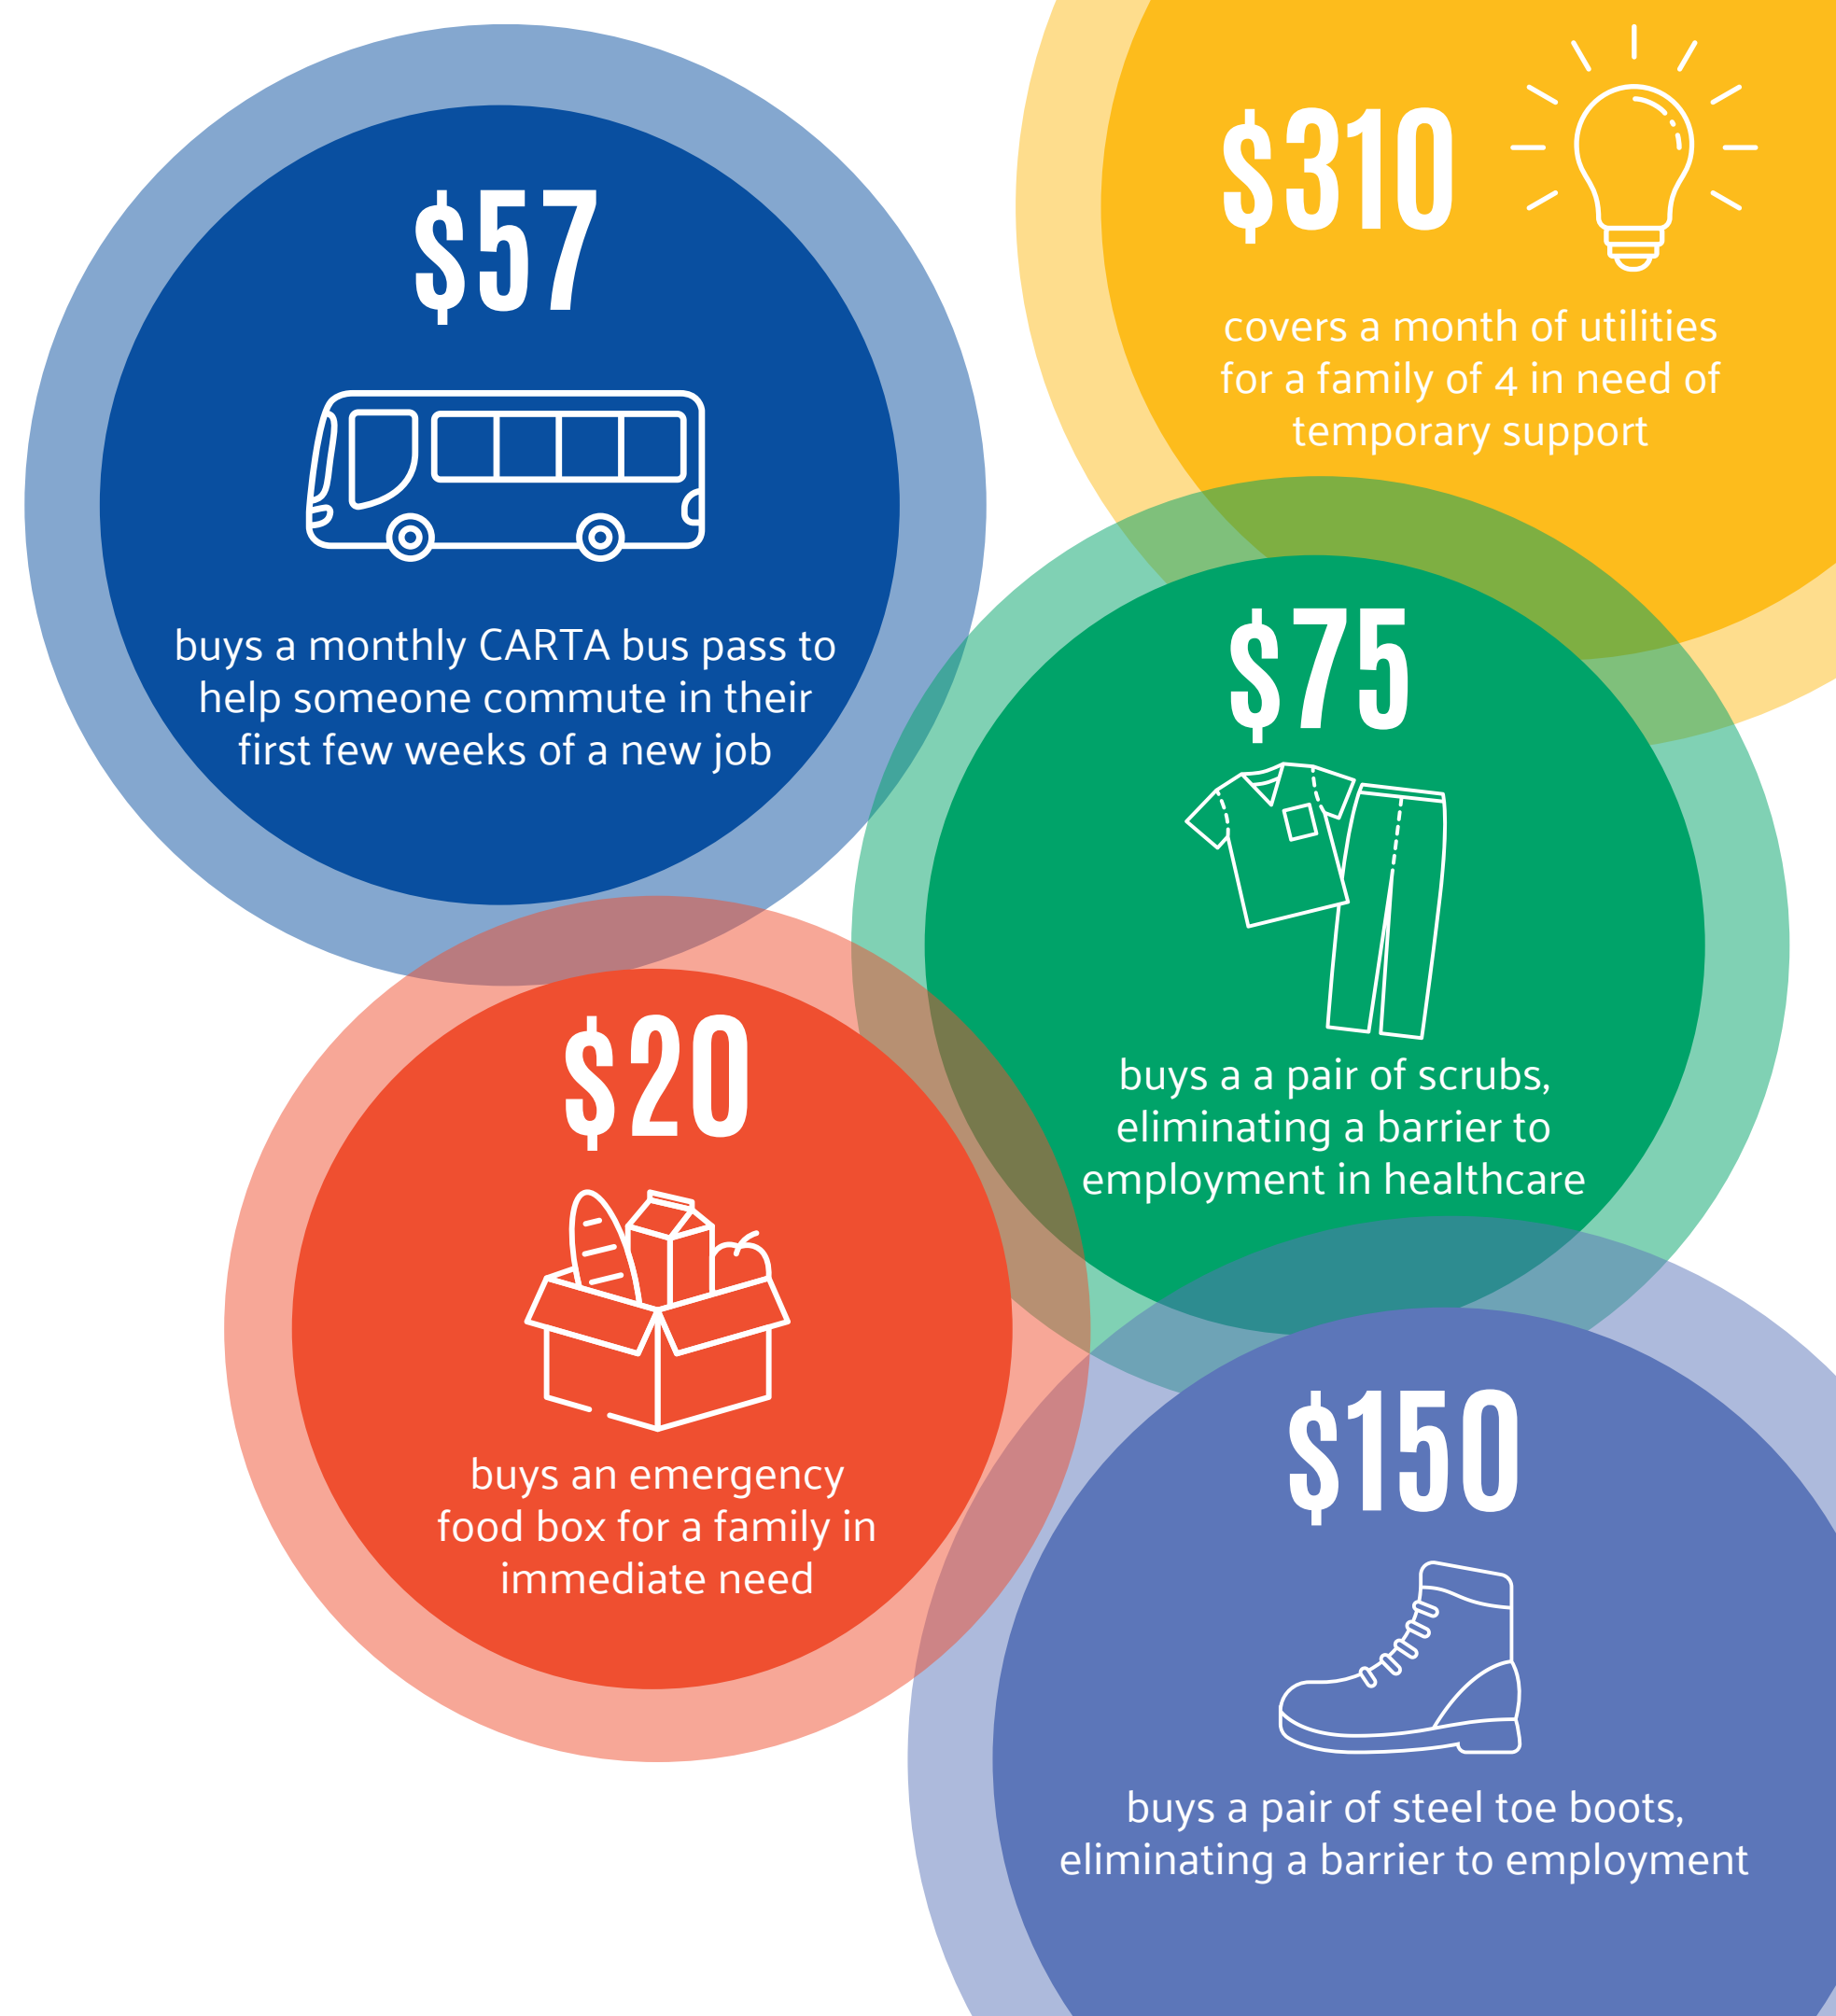 $57
buys a monthly CARTA bus pass to
help someone commute in their
first few weeks of a new job
$310
covers a month of utilities
for a family of 4 in need of
temporary support
$75
buys a a pair of scrubs,
eliminating a barrier to
employment in healthcare
$20
buys an emergency
food box for a family in
immediate need
$150
buys a pair of steel toe boots,
eliminating a barrier to employment